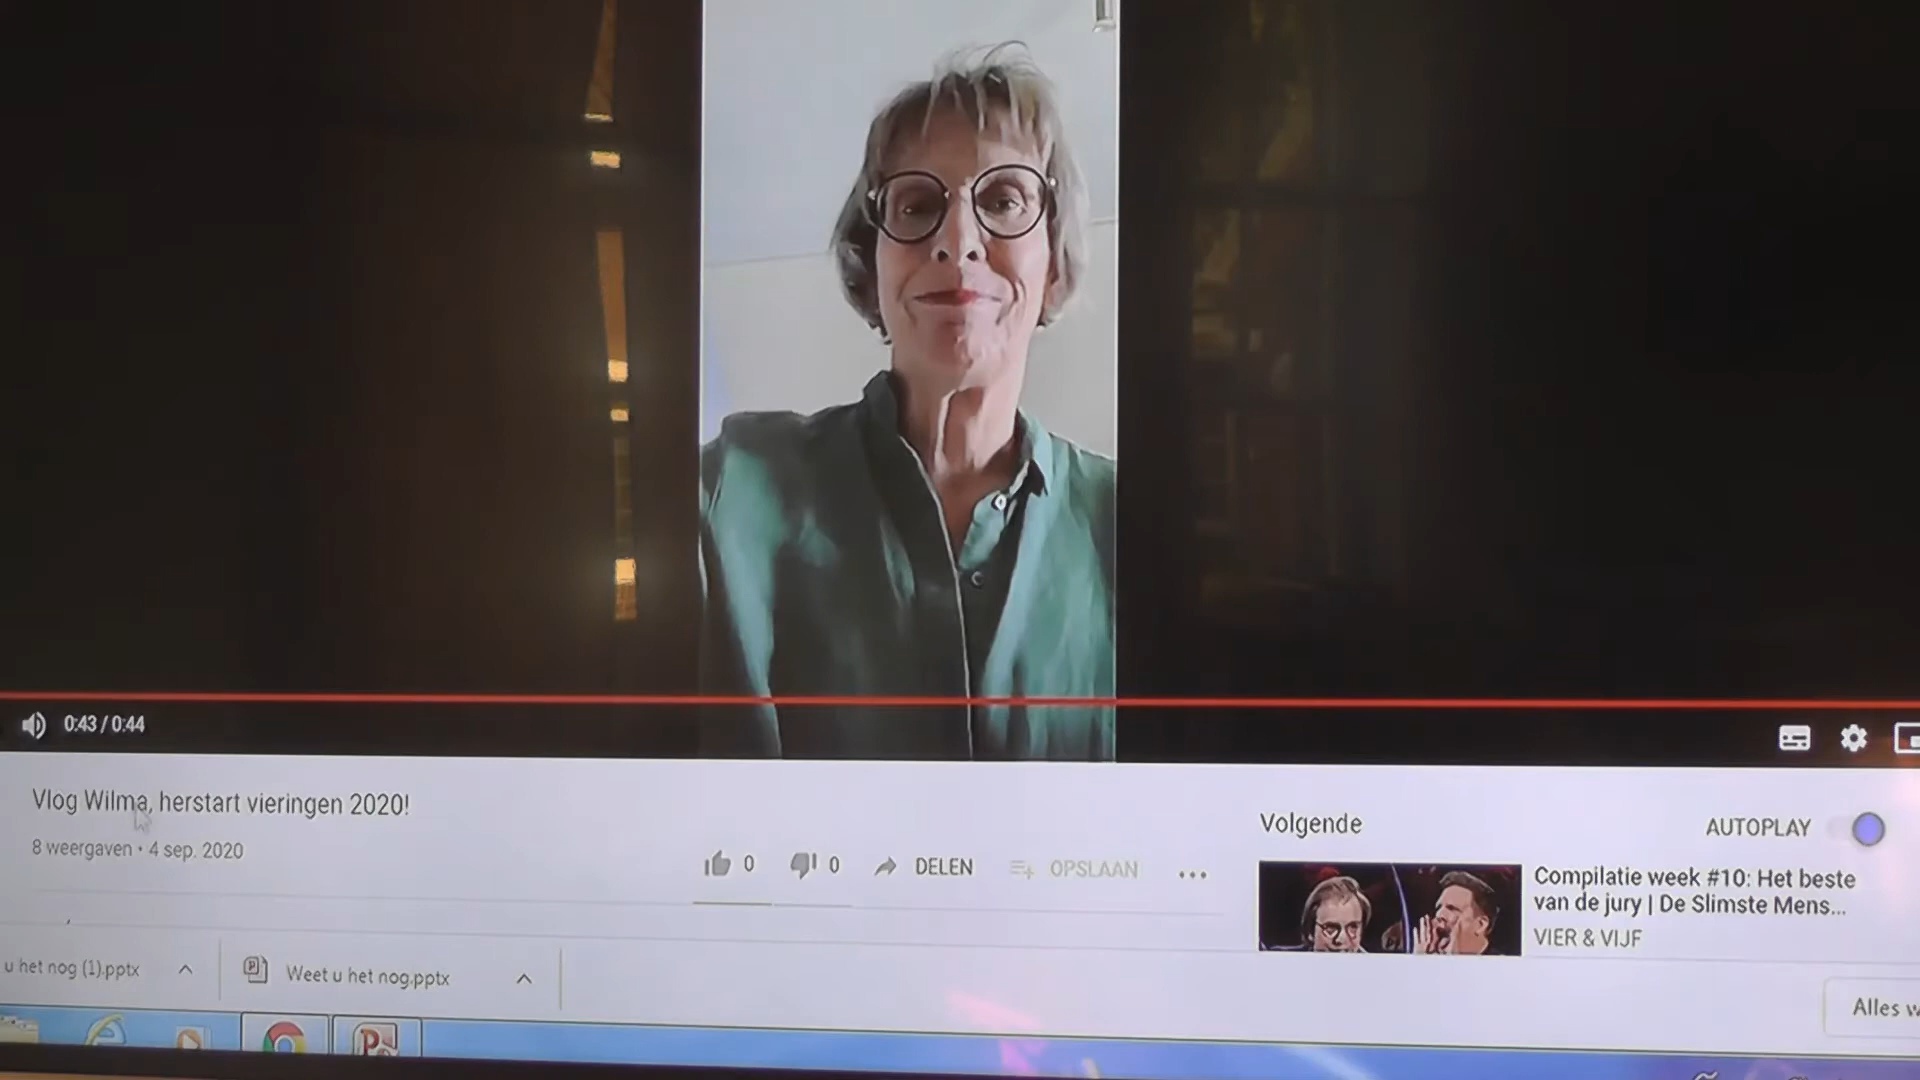 0:43 / 0:44
Vlog Wilma, herstart vieringen 2020!
8 weergaven • 4 sep. 2020
0
0
DELEN
OPSLAAN
Volgende
AUTOPLAY
Compilatie week #10: Het beste
van de jury | De Slimste Mens...
VIER & VIJF
u het nog (1).pptx
Weet u het nog.pptx
Alles w